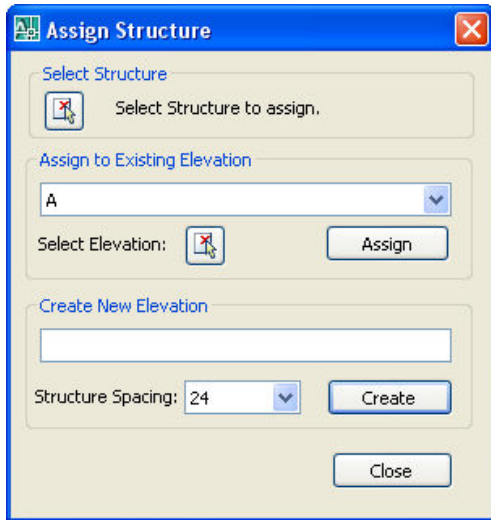 Assign Structure
Select Structure
Select Structure to assign.
Assign to Existing Elevation
A
Select Elevation:
Assign
Create New Elevation
Structure Spacing: 24
Create
Close